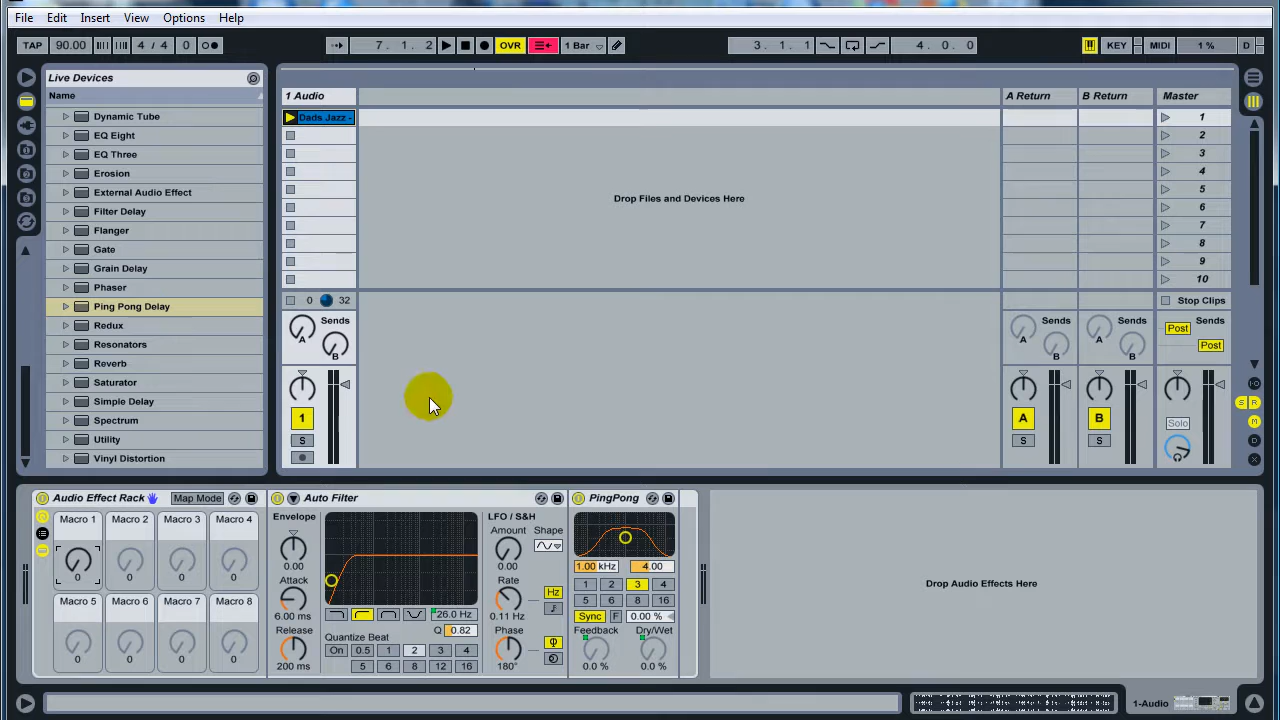 File Edit Insert View Options Help
TAP 90.00 4 / 4 0 7. 1. 2 OVR 1 Bar 3. 1. 1 4. 0. 0 KEY MIDI 1 % D
Live Devices
Name
Dynamic Tube
EQ Eight
EQ Three
Erosion
External Audio Effect
Filter Delay
Flanger
Gate
Grain Delay
Phaser
Ping Pong Delay
Redux
Resonators
Reverb
Saturator
Simple Delay
Spectrum
Utility
Vinyl Distortion
1 Audio A Return B Return Master
Dads Jazz - 1
2
3
4
5
6
7
8
9
10
Drop Files and Devices Here
0 32 Stop Clips
Sends Sends Sends Sends
A A A Post
B B B Post
1 A B Solo
S S S
Audio Effect Rack Map Mode
Macro 1 Macro 2 Macro 3 Macro 4
0 0 0 0
Macro 5 Macro 6 Macro 7 Macro 8
0 0 0 0
Auto Filter
Envelope
0.00
Attack
6.00 ms
Release
200 ms
26.0 Hz
Q 0.82
Quantize Beat
On 0.5 1 2 3 4
5 6 8 12 16
LFO / S&H
Amount Shape
0.00
Rate Hz
0.11 Hz
Phase
180°
PingPong
1.00 kHz 4.00
1 2 3 4
5 6 8 16
Sync F 0.00 %
Feedback Dry/Wet
0.0 % 0.0 %
Drop Audio Effects Here
1-Audio